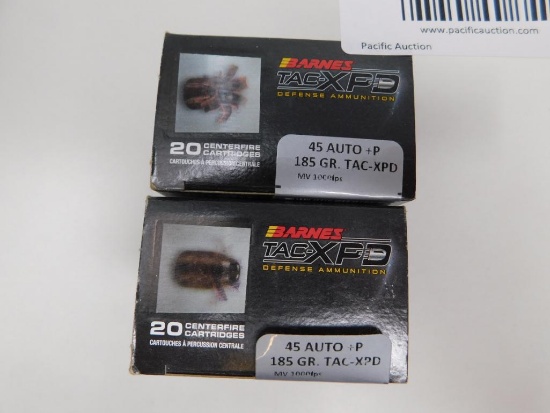 www.pacificauction.com
Pacific Auction
BARNES
TAC-XPD
DEFENSE AMMUNITION
20 CENTERFIRE
CARTRIDGES
CARTOUCHES À PERCUSSION CENTRALE
45 AUTO +P
185 GR. TAC-XPD
MV 1000fps
BARNES
TAC-XPD
DEFENSE AMMUNITION
20 CENTERFIRE
CARTRIDGES
CARTOUCHES À PERCUSSION CENTRALE
45 AUTO +P
185 GR. TAC-XPD
MV 1000fps